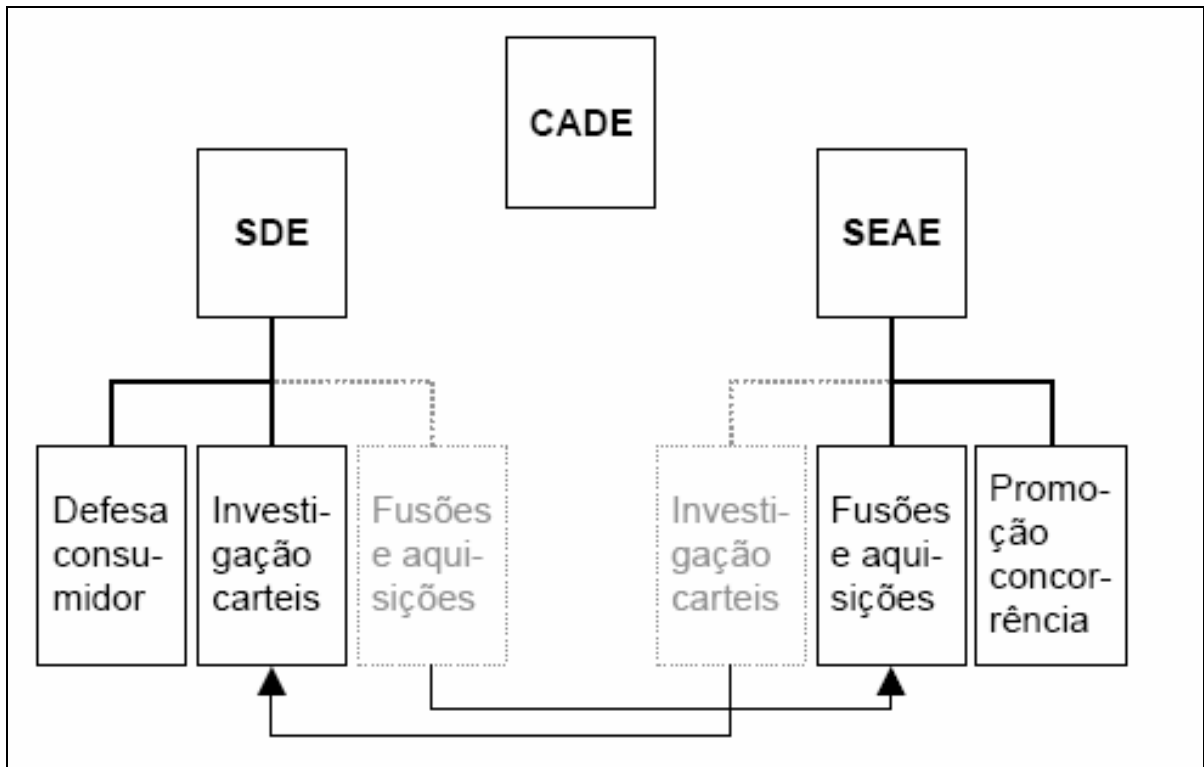 CADE
SDE
SEAE
Defesa
consu-
midor
Investi-
gação
carteis
Fusões
e aqui-
sições
Investi-
gação
carteis
Fusões
e aqui-
sições
Promo-
ção
concor-
rência